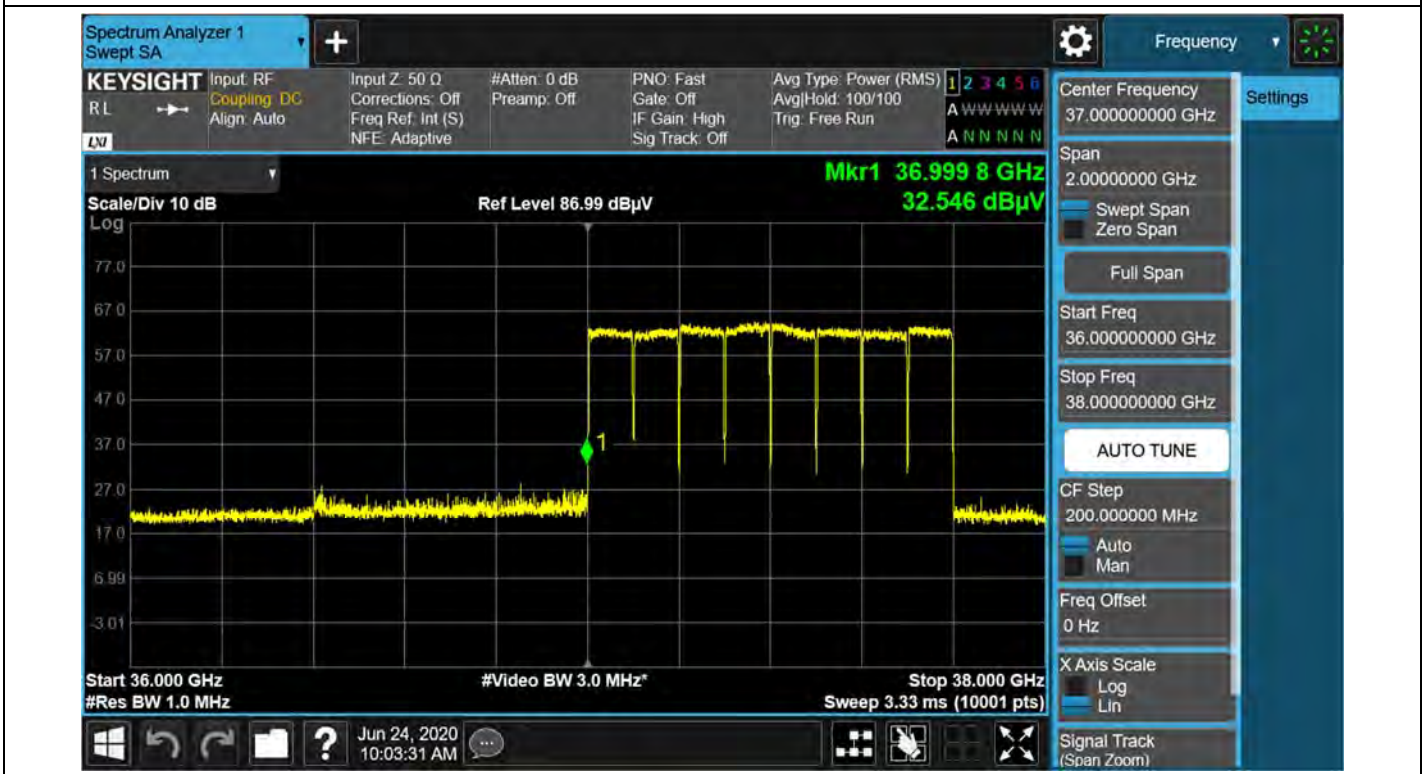 Spectrum Analyzer 1
Swept SA
+
Frequency
KEYSIGHT
R L
LXI
Input: RF
Coupling: DC
Align: Auto
Input Z: 50 Ω
Corrections: Off
Freq Ref: Int (S)
NFE: Adaptive
#Atten: 0 dB
Preamp: Off
PNO: Fast
Gate: Off
IF Gain: High
Sig Track: Off
Avg Type: Power (RMS)
Avg|Hold: 100/100
Trig: Free Run
1 2 3 4 5 6
A W W W W W
A N N N N N
1 Spectrum
Scale/Div 10 dB
Log
Ref Level 86.99 dBµV
Mkr1 36.999 8 GHz
32.546 dBµV
77.0
67.0
57.0
47.0
37.0
27.0
17.0
6.99
-3.01
1
Start 36.000 GHz
#Res BW 1.0 MHz
#Video BW 3.0 MHz*
Stop 38.000 GHz
Sweep 3.33 ms (10001 pts)
Center Frequency
37.000000000 GHz
Settings
Span
2.00000000 GHz
Swept Span
Zero Span
Full Span
Start Freq
36.000000000 GHz
Stop Freq
38.000000000 GHz
AUTO TUNE
CF Step
200.000000 MHz
Auto
Man
Freq Offset
0 Hz
X Axis Scale
Log
Lin
Signal Track
(Span Zoom)
?
Jun 24, 2020
10:03:31 AM